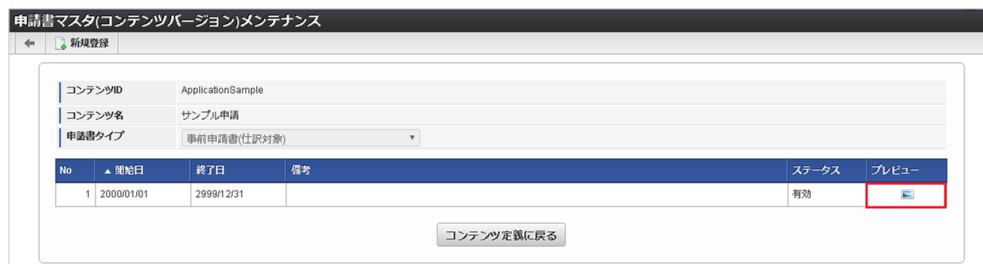 申請書マスタ(コンテンツバージョン)メンテナンス
新規登録
コンテンツID ApplicationSample
コンテンツ名 サンプル申請
申請書タイプ 事前申請書(仕訳対象)
No ▲ 開始日 終了日 備考 ステータス プレビュー
1 2000/01/01 2999/12/31 有効
コンテンツ定義に戻る